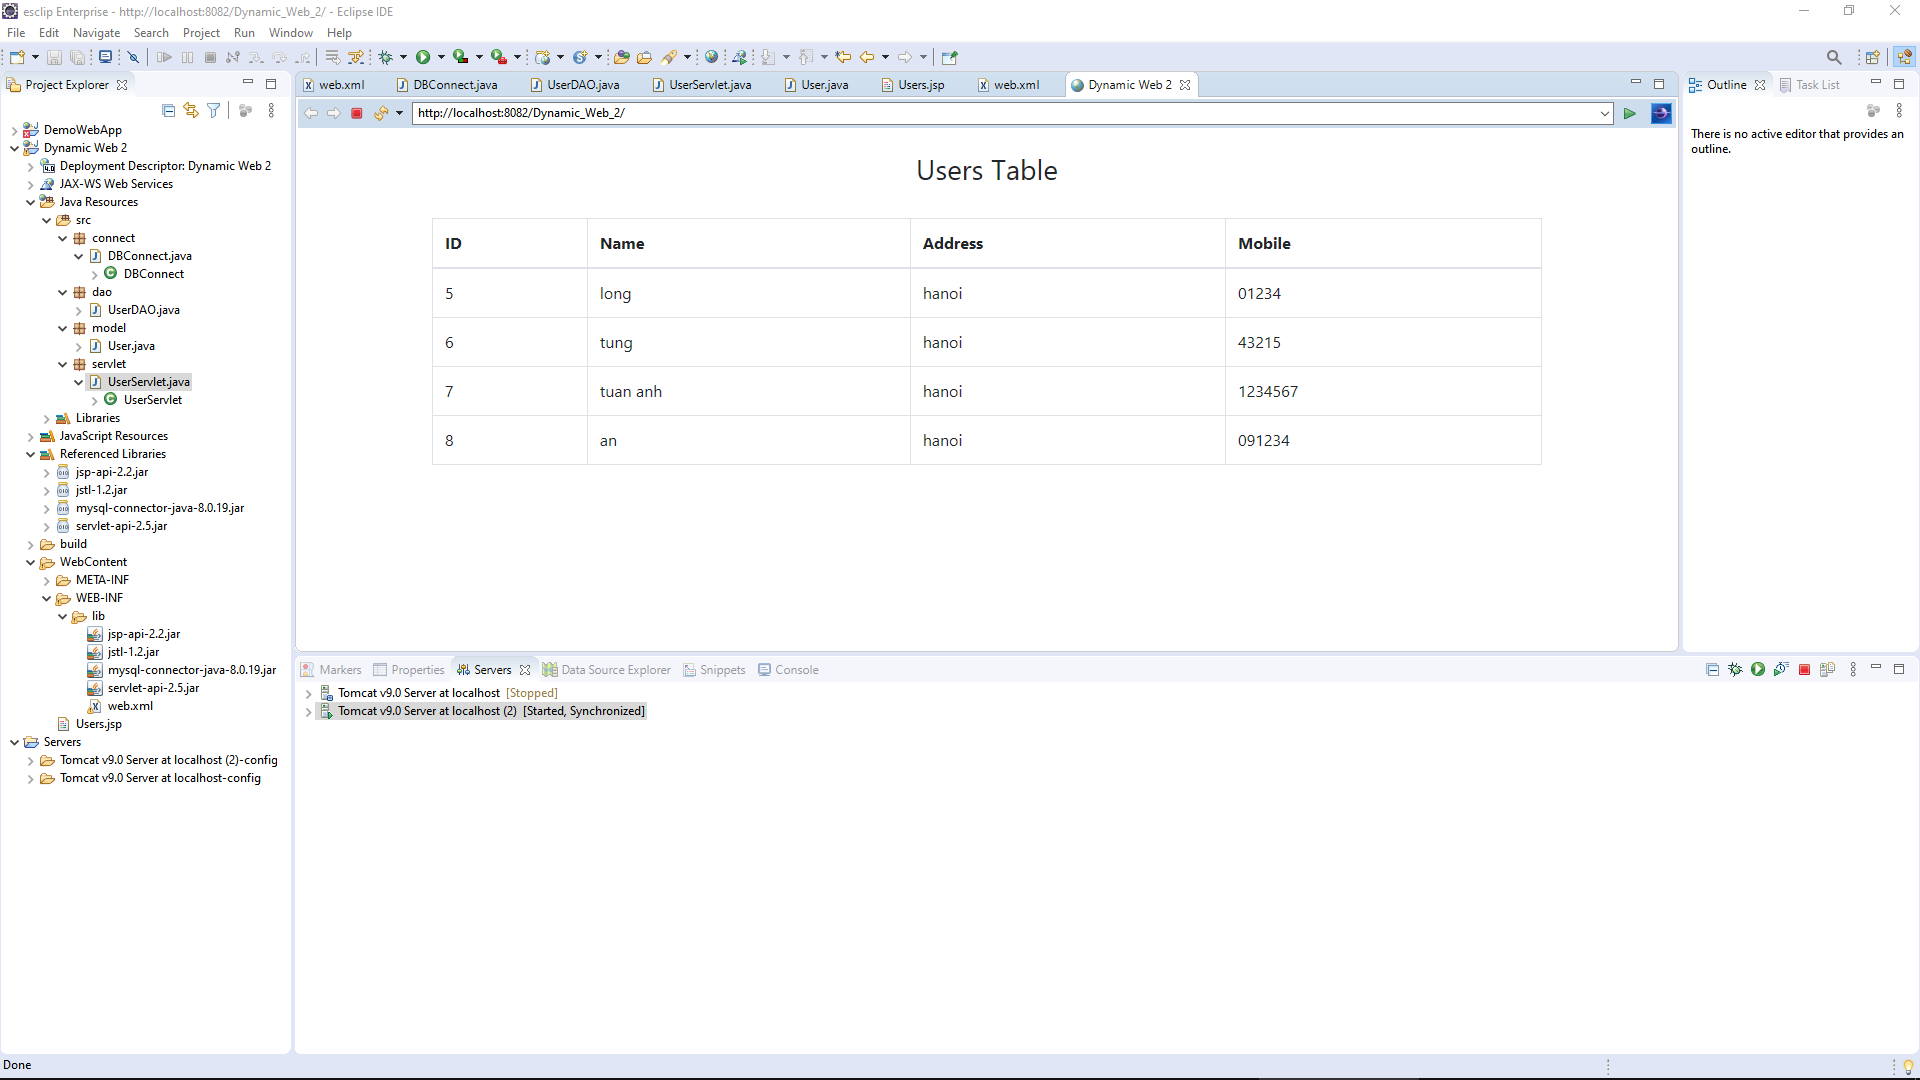 esclip Enterprise - http://localhost:8082/Dynamic_Web_2/ - Eclipse IDE
File Edit Navigate Search Project Run Window Help
Project Explorer
DemoWebApp
Dynamic Web 2
Deployment Descriptor: Dynamic Web 2
JAX-WS Web Services
Java Resources
src
connect
DBConnect.java
DBConnect
dao
UserDAO.java
model
User.java
servlet
UserServlet.java
UserServlet
Libraries
JavaScript Resources
Referenced Libraries
jsp-api-2.2.jar
jstl-1.2.jar
mysql-connector-java-8.0.19.jar
servlet-api-2.5.jar
build
WebContent
META-INF
WEB-INF
lib
jsp-api-2.2.jar
jstl-1.2.jar
mysql-connector-java-8.0.19.jar
servlet-api-2.5.jar
web.xml
Users.jsp
Servers
Tomcat v9.0 Server at localhost (2)-config
Tomcat v9.0 Server at localhost-config
web.xml DBConnect.java UserDAO.java UserServlet.java User.java Users.jsp web.xml Dynamic Web 2
http://localhost:8082/Dynamic_Web_2/
Users Table
ID Name Address Mobile
5 long hanoi 01234
6 tung hanoi 43215
7 tuan anh hanoi 1234567
8 an hanoi 091234
Outline Task List
There is no active editor that provides an
outline.
Markers Properties Servers Data Source Explorer Snippets Console
Tomcat v9.0 Server at localhost [Stopped]
Tomcat v9.0 Server at localhost (2) [Started, Synchronized]
Done